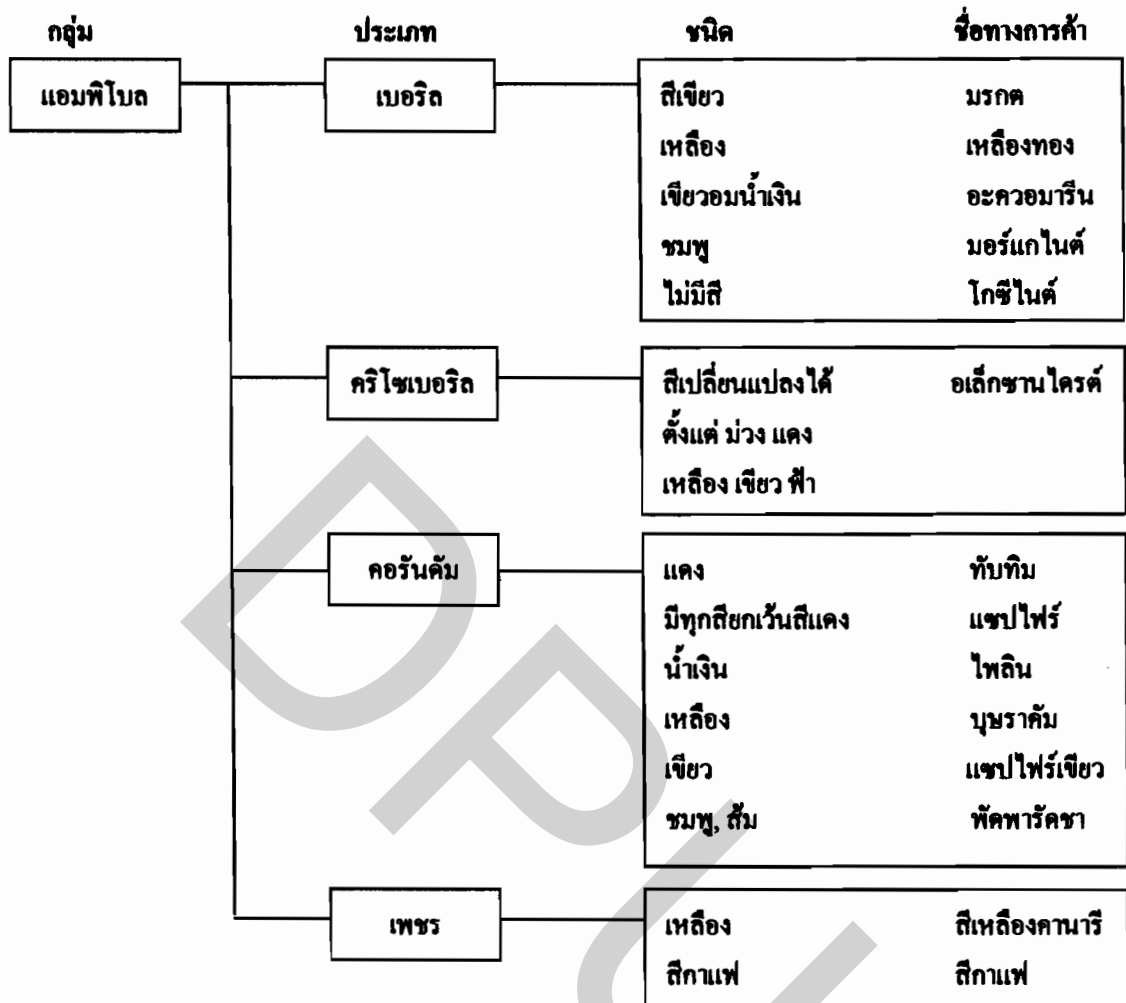 กลุ่ม ประเภท ชนิด ชื่อทางการค้า
แอมพิโบล เบอริล สีเขียว มรกต
เหลือง เหลืองทอง
เขียวอมน้ำเงิน อะควอมารีน
ชมพู มอร์แกไนต์
ไม่มีสี โกซีไนต์
คริโซเบอริล สีเปลี่ยนแปลงได้ อเล็กซานไดรต์
ตั้งแต่ ม่วง แดง
เหลือง เขียว ฟ้า
คอรันดัม แดง ทับทิม
มีทุกสียกเว้นสีแดง แซปไฟร์
น้ำเงิน ไพลิน
เหลือง บุษราคัม
เขียว แซปไฟร์เขียว
ชมพู, ส้ม พัดพารัดชา
เพชร เหลือง สีเหลืองคานารี
สีกาแฟ สีกาแฟ
DPU